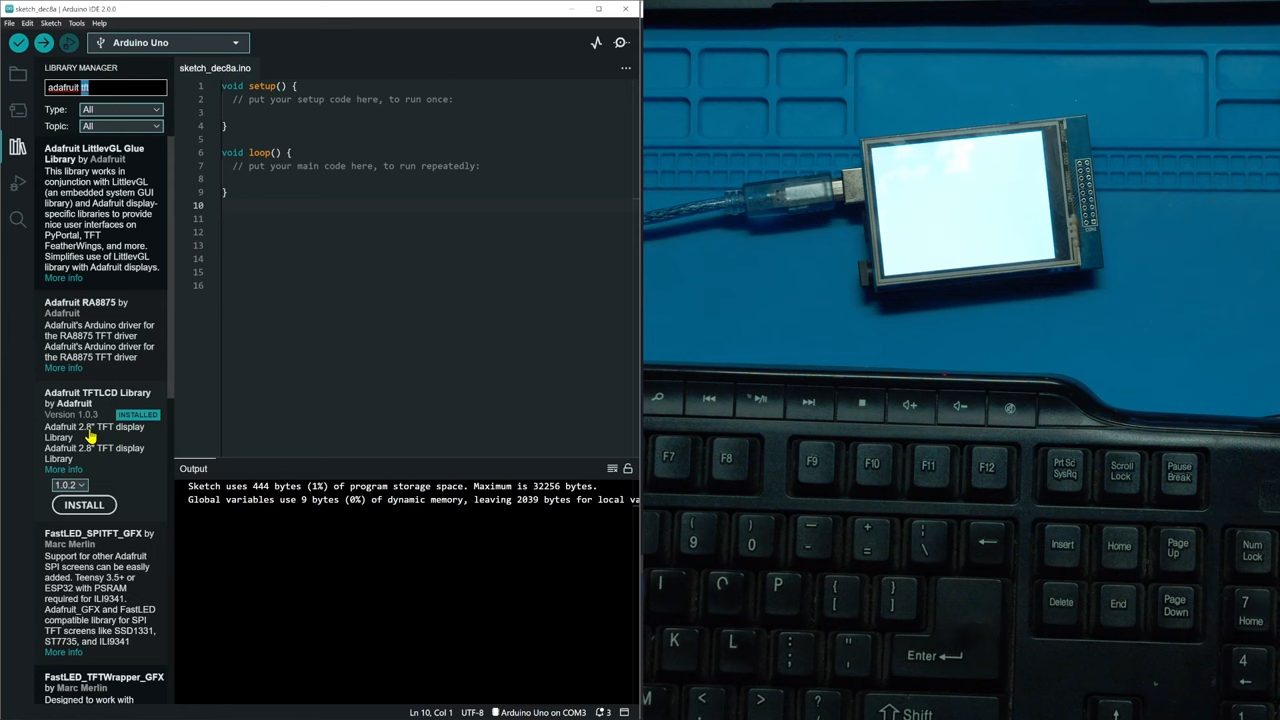 sketch_dec8a | Arduino IDE 2.0.0
File Edit Sketch Tools Help
Arduino Uno
LIBRARY MANAGER
adafruit tft
Type: All
Topic: All
Adafruit LittlevGL Glue
Library by Adafruit
This library works in
conjunction with LittlevGL
(an embedded system GUI
library) and Adafruit display-
specific libraries to provide
nice user interfaces on
PyPortal, TFT
FeatherWings, and more.
Simplifies use of LittlevGL
library with Adafruit displays.
More info
Adafruit RA8875 by
Adafruit
Adafruit's Arduino driver for
the RA8875 TFT driver
Adafruit's Arduino driver for
the RA8875 TFT driver
More info
Adafruit TFTLCD Library
by Adafruit
Version 1.0.3 INSTALLED
Adafruit 2.8" TFT display
Library
Adafruit 2.8" TFT display
Library
More info
1.0.2
INSTALL
FastLED_SPITFT_GFX by
Marc Merlin
Support for other Adafruit
SPI screens can be easily
added. Teensy 3.5+ or
ESP32 with PSRAM
required for ILI9341.
Adafruit_GFX and FastLED
compatible library for SPI
TFT screens like SSD1331,
ST7735, and ILI9341
More info
FastLED_TFTWrapper_GFX
by Marc Merlin
Designed to work with
sketch_dec8a.ino
1 void setup() {
2 // put your setup code here, to run once:
3
4 }
5
6 void loop() {
7 // put your main code here, to run repeatedly:
8
9 }
10
11
12
13
14
15
16
Output
Sketch uses 444 bytes (1%) of program storage space. Maximum is 32256 bytes.
Global variables use 9 bytes (0%) of dynamic memory, leaving 2039 bytes for local va
Ln 10, Col 1 UTF-8 Arduino Uno on COM3 3
F7 F8 F9 F10 F11 F12 Prt Sc
SysRq Scroll
Lock Pause
Break
( 9 ) 0 _ - + = | \ Insert Home Page
Up Num
Lock
I O P { [ } ] Delete End Page
Down 7
Home
K L : ; " ' Enter 4
M < > ? / Shift